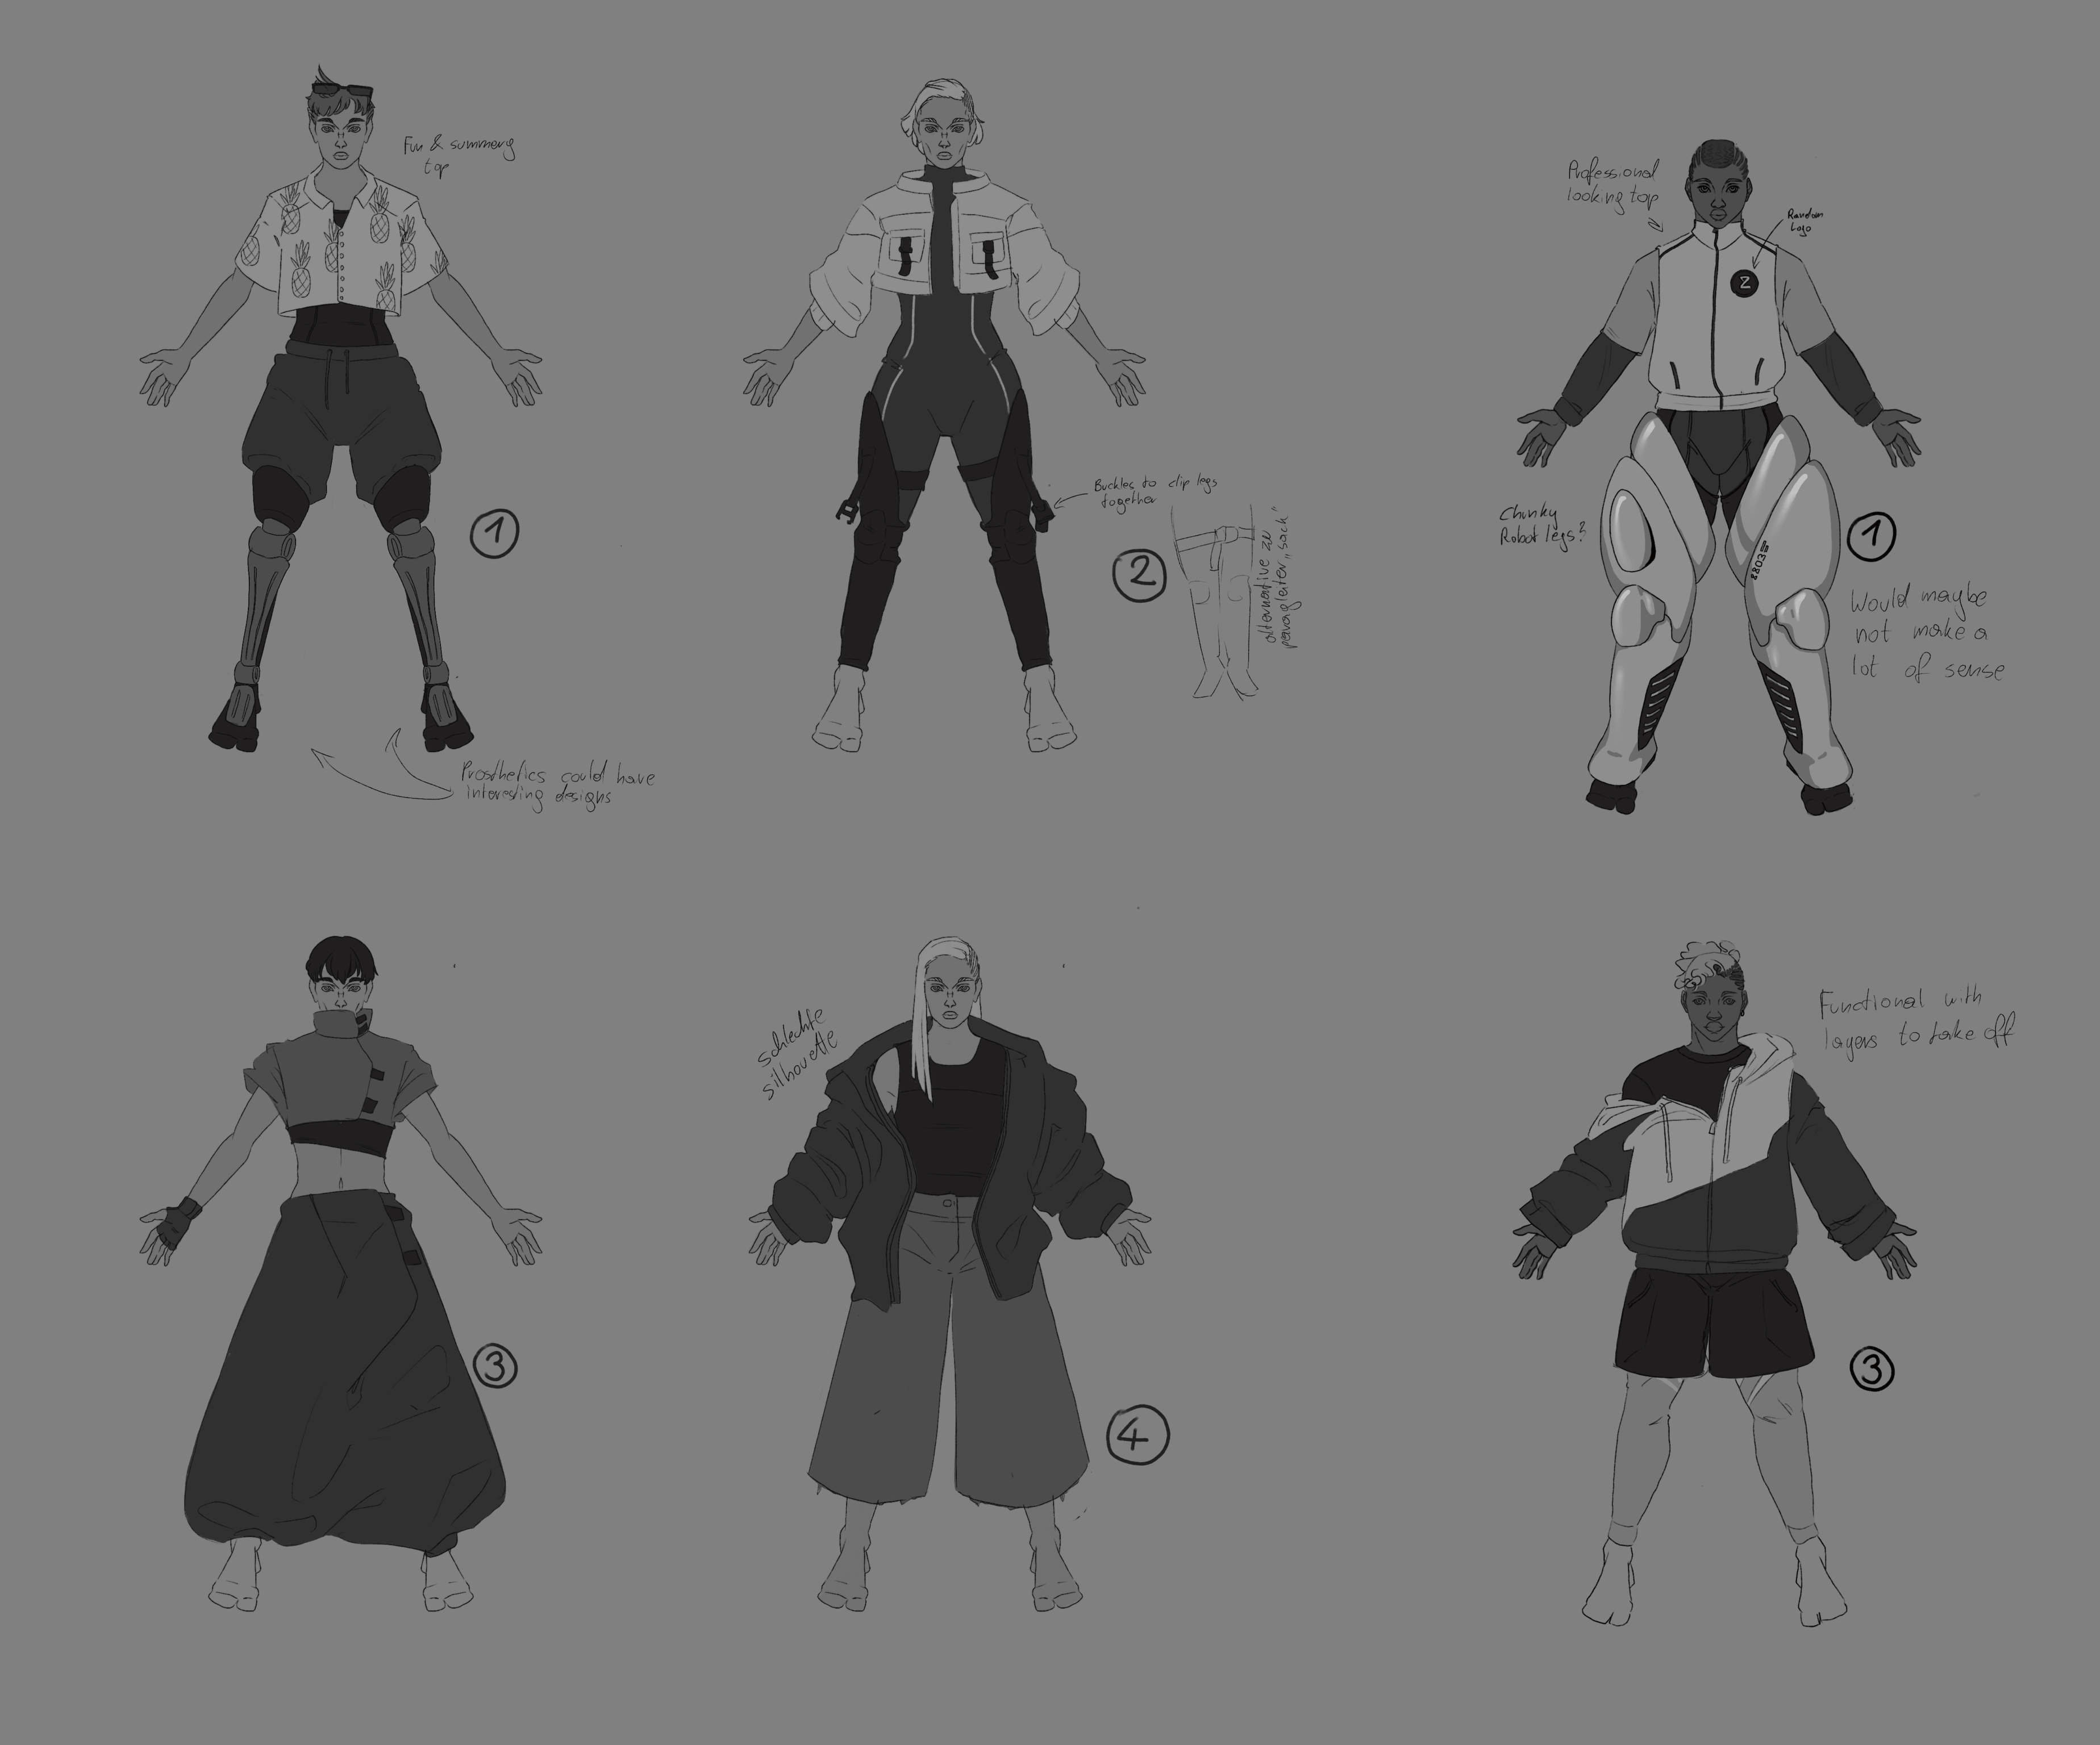 Fun & summery
top
1
Prosthetics could have
interesting designs
Buckles to clip legs
together
2
alternative zu
paragleiter „sack"
Professional
looking top
Random
Logo
Z
Chunky
Robot legs?
1
Would maybe
not make a
lot of sense
3
schlechte
silhouette
4
Functional with
layers to take off
3